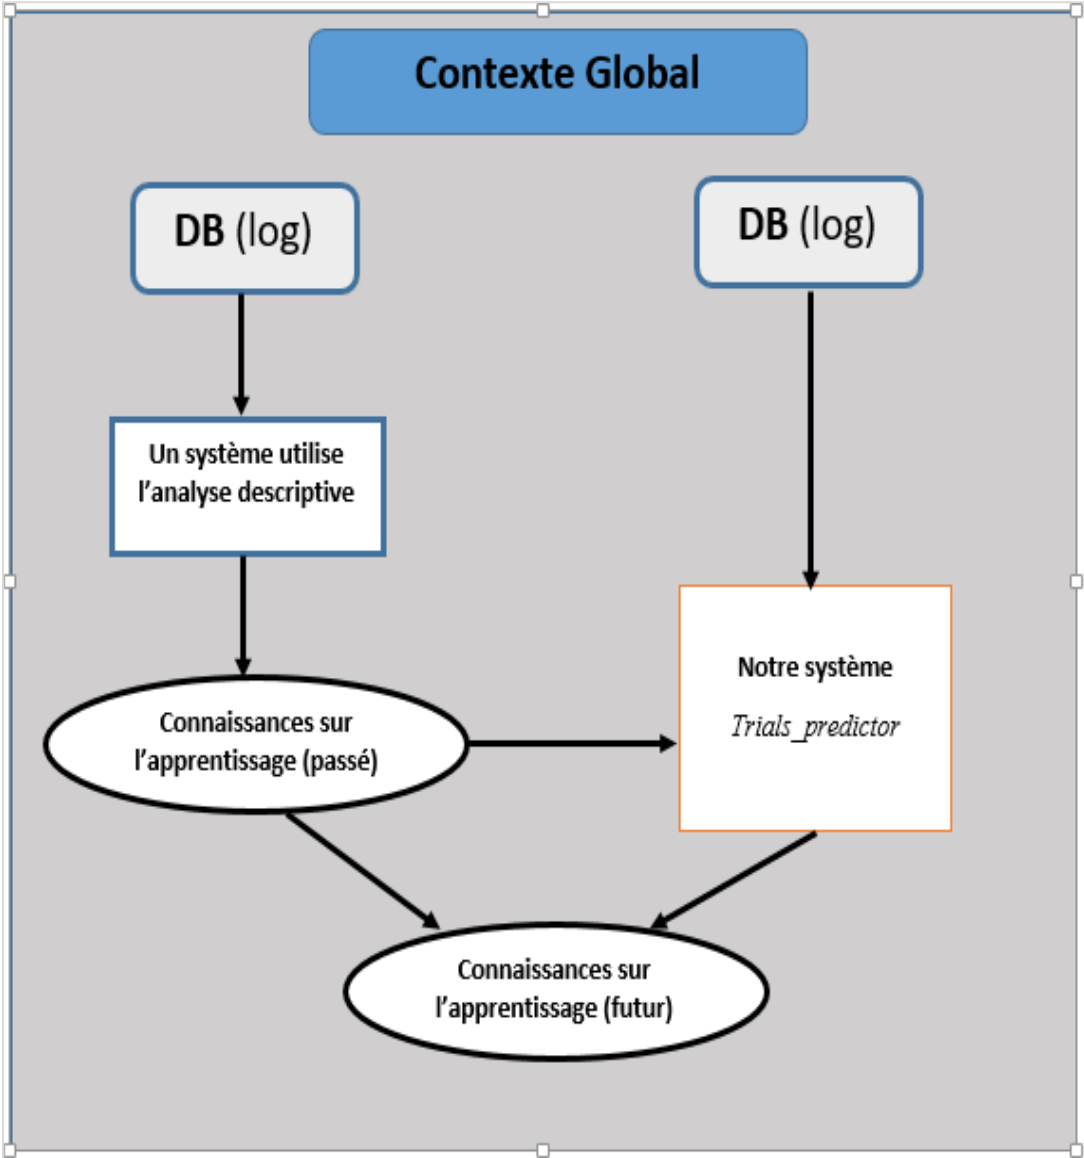 Contexte Global
DB (log)
DB (log)
Un système utilise
l'analyse descriptive
Notre système
Trials_predictor
Connaissances sur
l'apprentissage (passé)
Connaissances sur
l'apprentissage (futur)